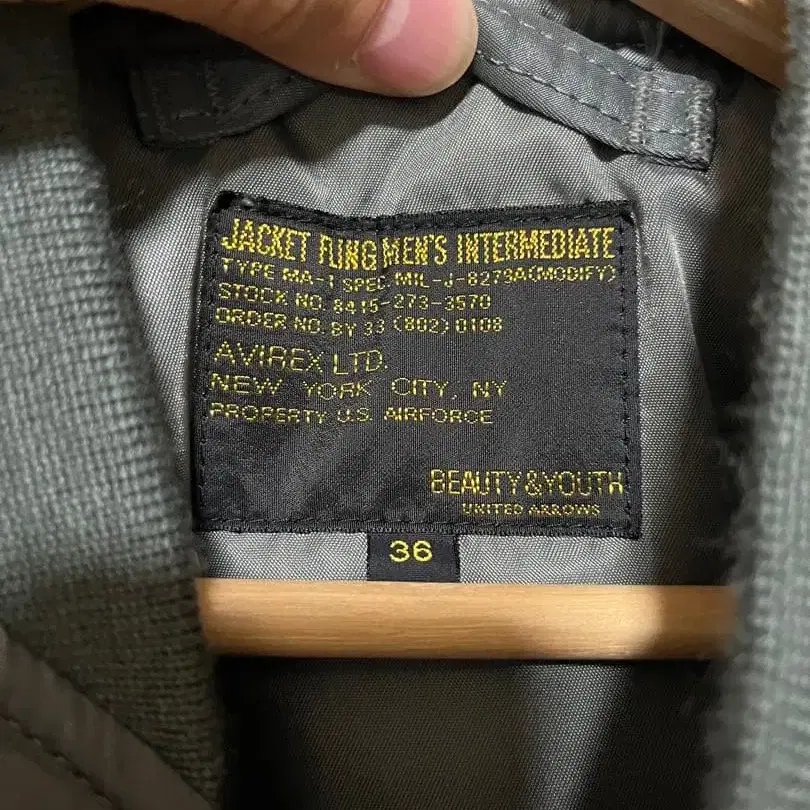 JACKET FLING MEN'S INTERMEDIATE
TYPE MA-1 SPEC MIL-J-8279A(MODIFY)
STOCK NO. 8415-273-3570
ORDER NO. BY 33 (802) 0108
AVIREX LTD.
NEW YORK CITY, NY
PROPERTY U.S AIRFORCE
BEAUTY&YOUTH
UNITED ARROWS
36